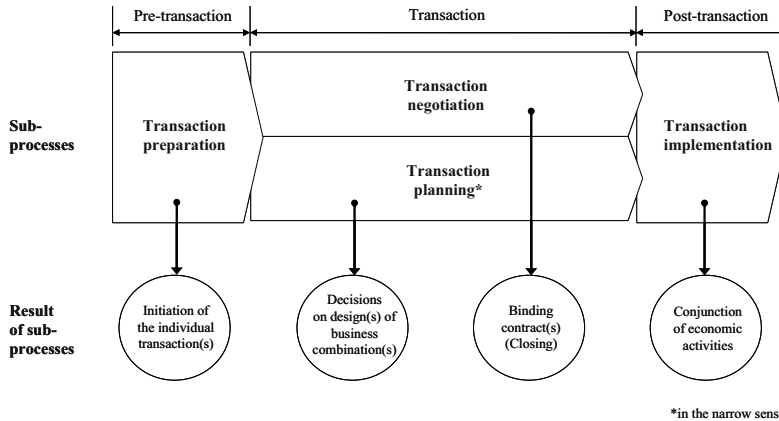 Pre-transaction
Transaction
Post-transaction
Sub-
processes
Transaction
preparation
Transaction
negotiation
Transaction
planning*
Transaction
implementation
Result
of sub-
processes
Initiation of
the individual
transaction(s)
Decisions
on design(s) of
business
combination(s)
Binding
contract(s)
(Closing)
Conjunction
of economic
activities
*in the narrow sens